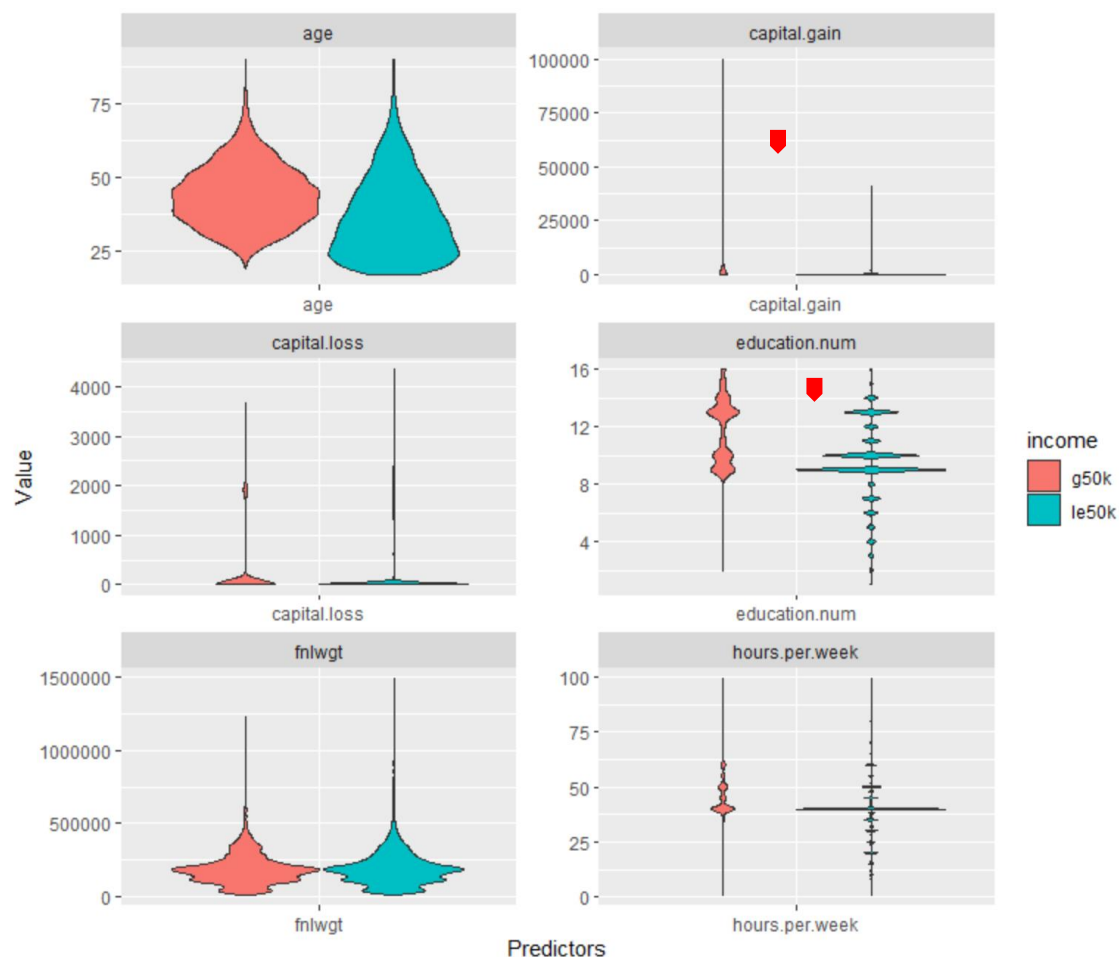 age
75
50
25
age
capital.gain
100000
75000
50000
25000
0
capital.gain
capital.loss
4000
3000
2000
1000
0
capital.loss
education.num
16
12
8
4
education.num
fnlwgt
1500000
1000000
500000
0
fnlwgt
hours.per.week
100
75
50
25
0
hours.per.week
Value
Predictors
income
g50k
le50k